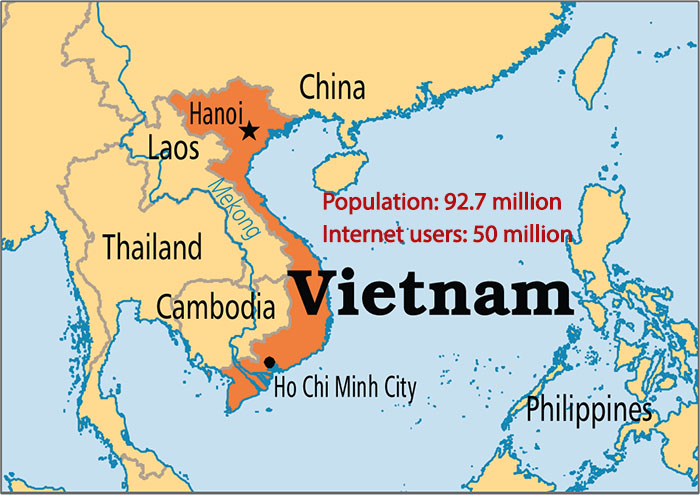 China
Hanoi
Laos
Mekong
Population: 92.7 million
Internet users: 50 million
Thailand
Vietnam
Cambodia
Ho Chi Minh City
Philippines